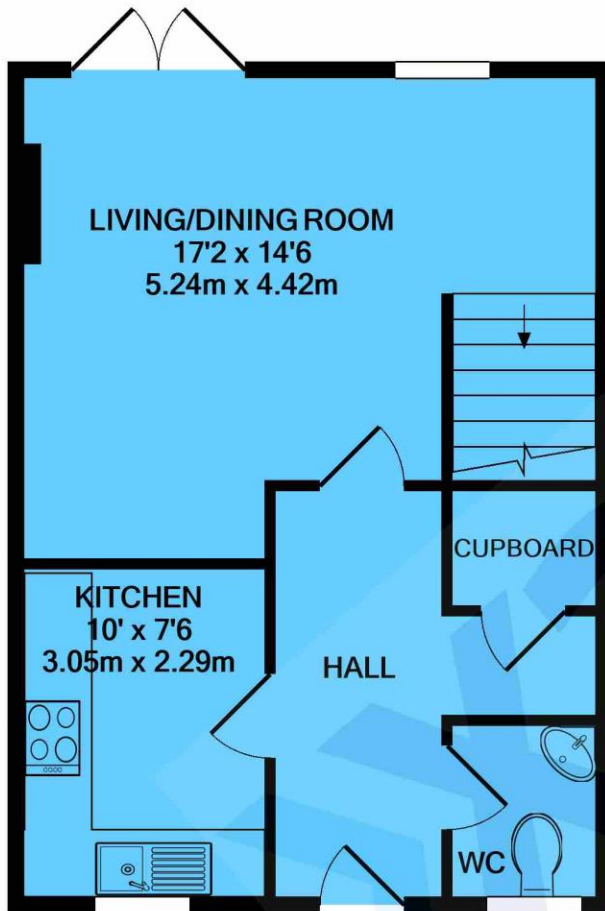 LIVING/DINING ROOM
17'2 x 14'6
5.24m x 4.42m
CUPBOARD
KITCHEN
10' x 7'6
3.05m x 2.29m
HALL
WC